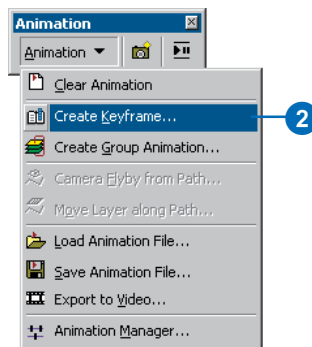 Animation
Animation
Clear Animation
Create Keyframe...
2
Create Group Animation...
Camera Flyby from Path...
Move Layer along Path...
Load Animation File...
Save Animation File...
Export to Video...
Animation Manager...